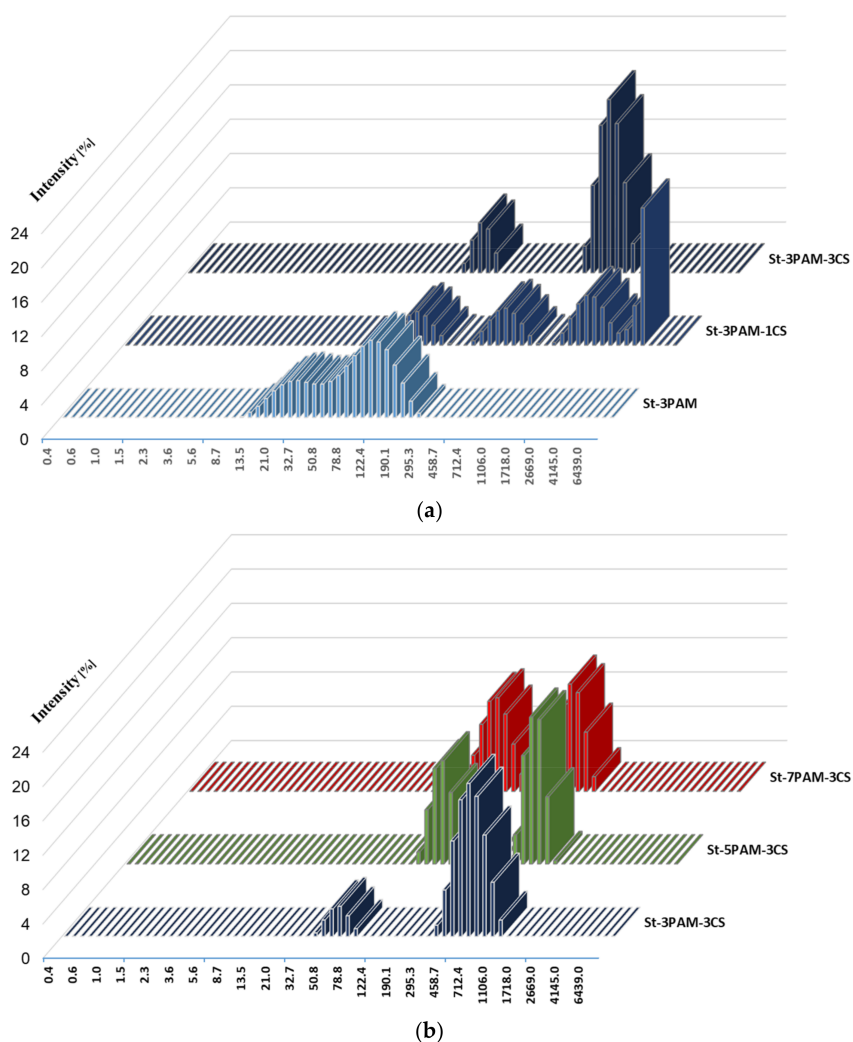 Intensity [%]
24
20
16
12
8
4
0
St-3PAM-3CS
St-3PAM-1CS
St-3PAM
0.4 0.6 1.0 1.5 2.3 3.6 5.6 8.7 13.5 21.0 32.7 50.8 78.8 122.4 190.1 295.3 458.7 712.4 1106.0 1718.0 2669.0 4145.0 6439.0
(a)
Intensity [%]
24
20
16
12
8
4
0
St-7PAM-3CS
St-5PAM-3CS
St-3PAM-3CS
0.4 0.6 1.0 1.5 2.3 3.6 5.6 8.7 13.5 21.0 32.7 50.8 78.8 122.4 190.1 295.3 458.7 712.4 1106.0 1718.0 2669.0 4145.0 6439.0
(b)